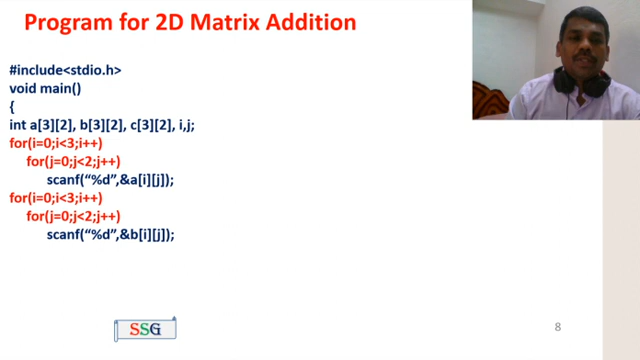 Program for 2D Matrix Addition
#include<stdio.h>
void main()
{
int a[3][2], b[3][2], c[3][2], i,j;
for(i=0;i<3;i++)
for(j=0;j<2;j++)
scanf(“%d”,&a[i][j]);
for(i=0;i<3;i++)
for(j=0;j<2;j++)
scanf(“%d”,&b[i][j]);
SSG
8